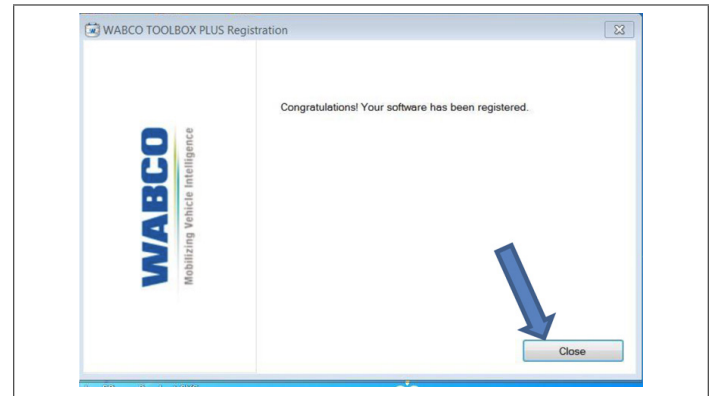 WABCO TOOLBOX PLUS Registration
Congratulations! Your software has been registered.
WABCO
Mobilizing Vehicle Intelligence
Close